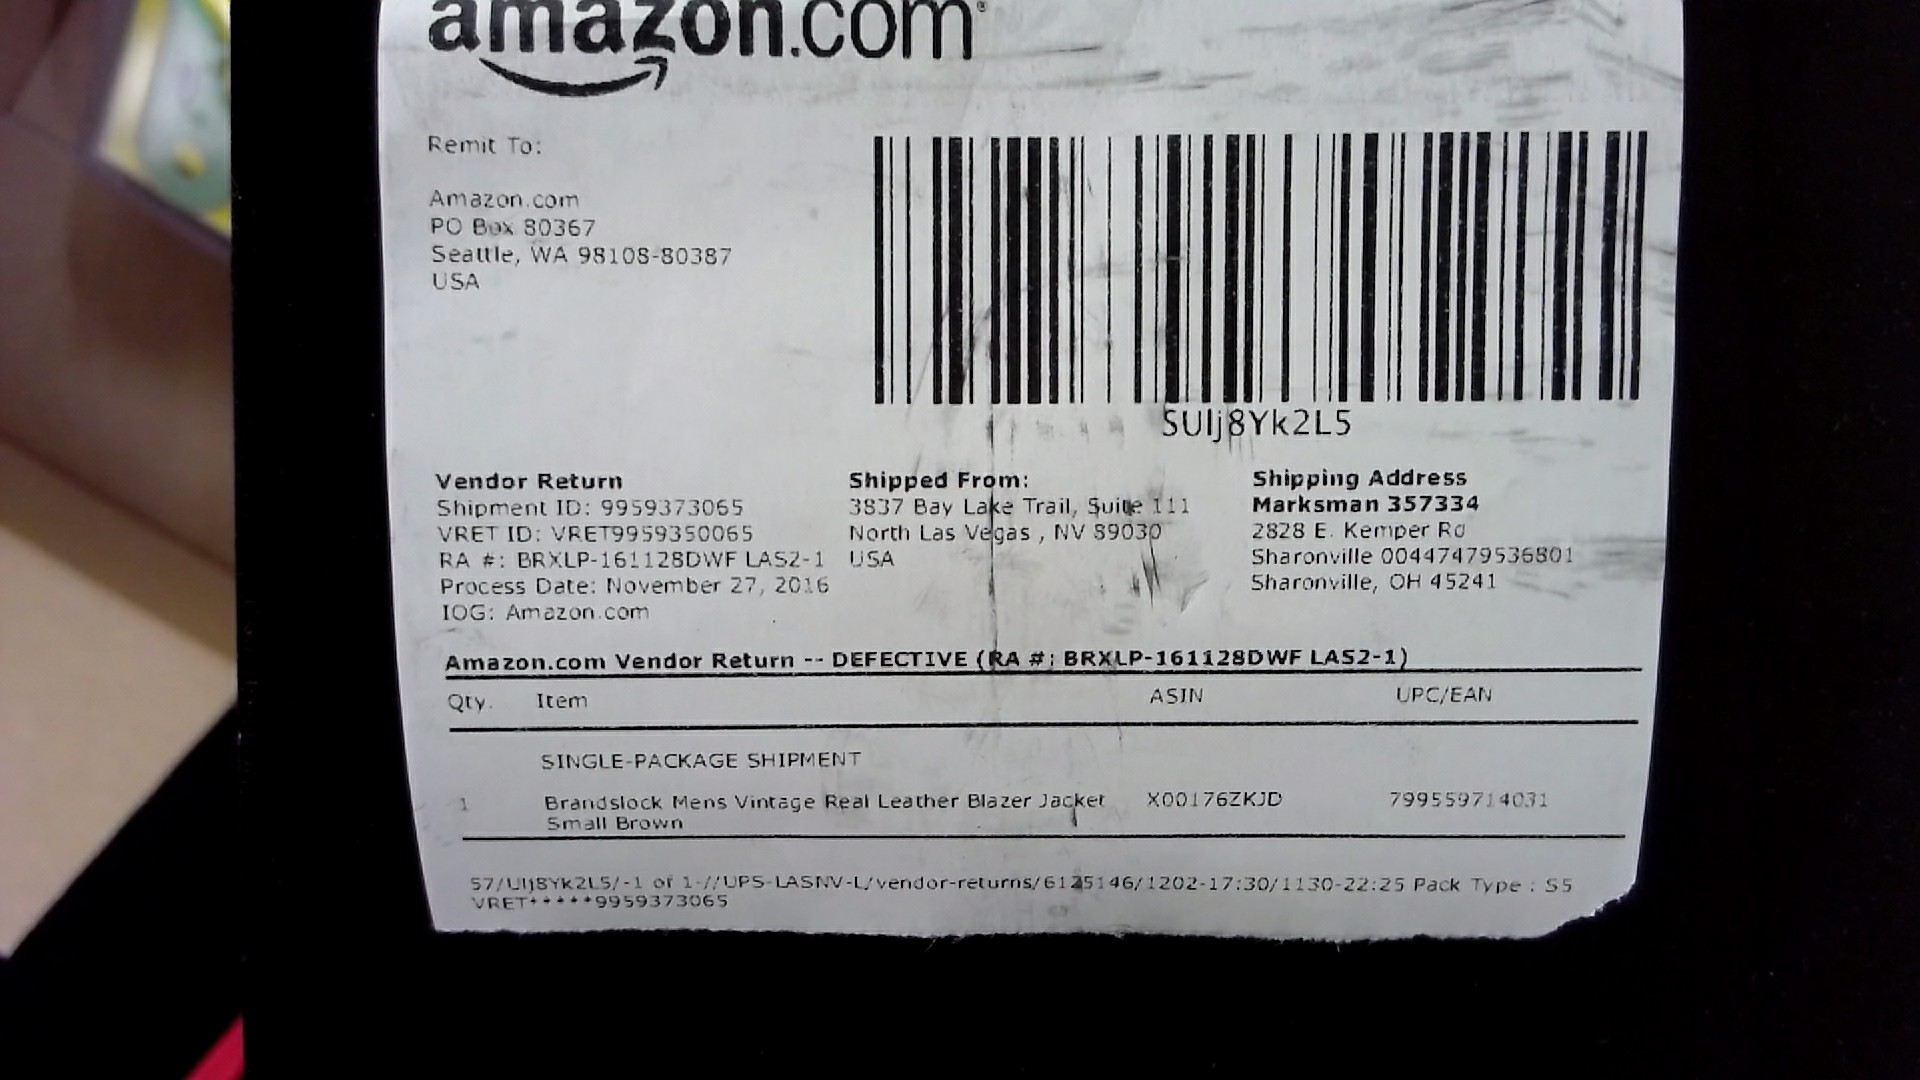 amazon.com
Remit To:
Amazon.com
PO Box 80367
Seattle, WA 98108-80387
USA
SUIj8Yk2L5
Vendor Return
Shipment ID: 9959373065
VRET ID: VRET9959350065
RA #: BRXLP-161128DWF LAS2-1
Process Date: November 27, 2016
IOG: Amazon.com
Shipped From:
3837 Bay Lake Trail, Suite 111
North Las Vegas , NV 89030
USA
Shipping Address
Marksman 357334
2828 E. Kemper Rd
Sharonville 00447479536801
Sharonville, OH 45241
Amazon.com Vendor Return -- DEFECTIVE (RA #: BRXLP-161128DWF LAS2-1)
Qty. Item ASIN UPC/EAN
SINGLE-PACKAGE SHIPMENT
1 Brandslock Mens Vintage Real Leather Blazer Jacket X00176ZKJD 799559714031
Small Brown
57/UIj8Yk2L5/-1 of 1-//UPS-LASNV-L/vendor-returns/6125146/1202-17:30/1130-22:25 Pack Type : S5
VRET*****9959373065